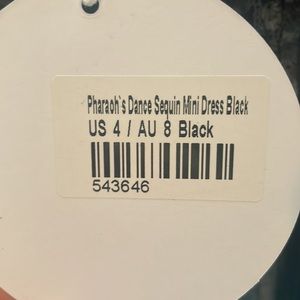 Pharaoh`s Dance Sequin Mini Dress Black
US 4 / AU 8 Black
543646